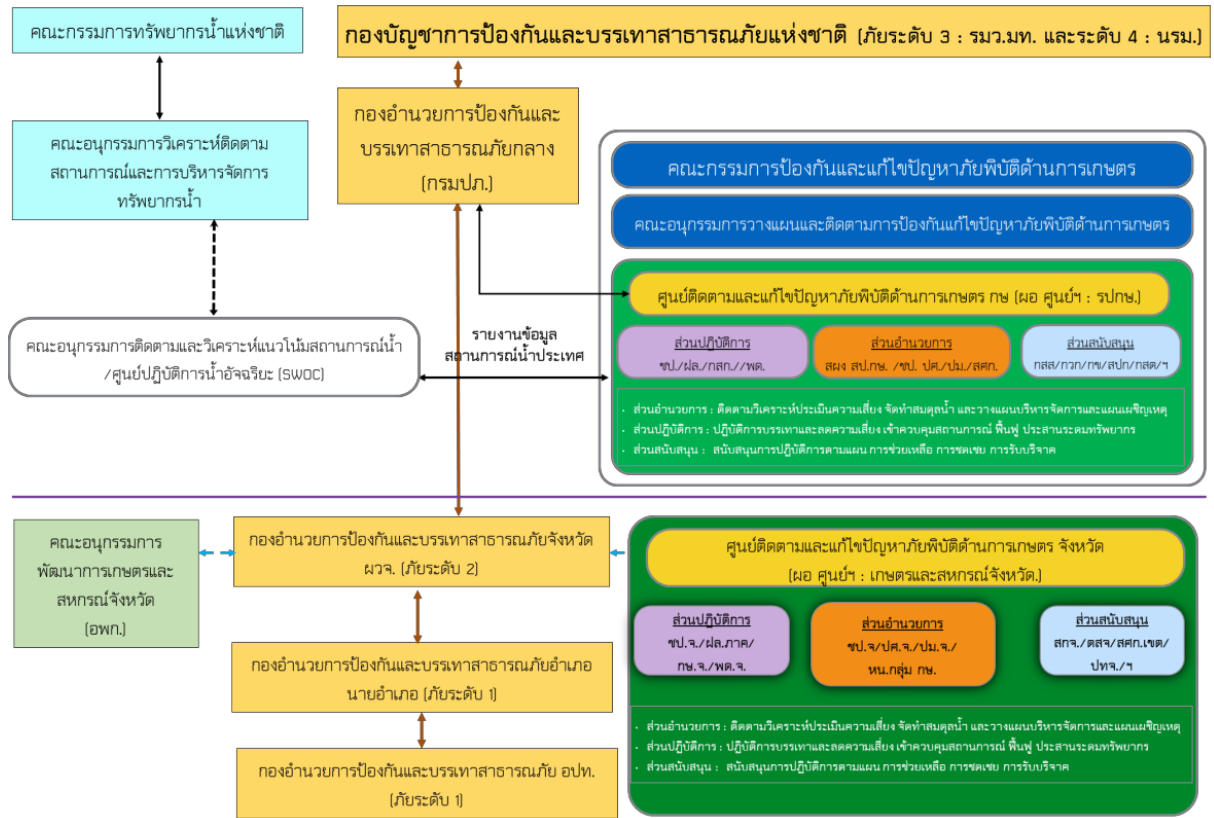 คณะกรรมการทรัพยากรน้ำแห่งชาติ
กองบัญชาการป้องกันและบรรเทาสาธารณภัยแห่งชาติ (ภัยระดับ 3 : รมว.มท. และระดับ 4 : นรม.)
คณะอนุกรรมการวิเคราะห์ติดตาม
สถานการณ์และการบริหารจัดการ
ทรัพยากรน้ำ
กองอำนวยการป้องกันและ
บรรเทาสาธารณภัยกลาง
(กรมปภ.)
คณะกรรมการป้องกันและแก้ไขปัญหาภัยพิบัติด้านการเกษตร
คณะอนุกรรมการวางแผนและติดตามการป้องกันแก้ไขปัญหาภัยพิบัติด้านการเกษตร
ศูนย์ติดตามและแก้ไขปัญหาภัยพิบัติด้านการเกษตร กษ (ผอ ศูนย์ฯ : รปกษ.)
คณะอนุกรรมการติดตามและวิเคราะห์แนวโน้มสถานการณ์น้ำ
/ศูนย์ปฏิบัติการน้ำอัจฉริยะ (SWOC)
รายงานข้อมูล
สถานการณ์น้ำประเทศ
ส่วนปฏิบัติการ
ชป./ฝล./กสก.//พด.
ส่วนอำนวยการ
สผง สป.กษ. /ชป. ปศ./ปม./สศก.
ส่วนสนับสนุน
กสส/กวก/กข/สปก/กสต/ฯ
· ส่วนอำนวยการ : ติดตามวิเคราะห์ประเมินความเสี่ยง จัดทำสมดุลน้ำ และวางแผนบริหารจัดการและแผนเผชิญเหตุ
· ส่วนปฏิบัติการ : ปฏิบัติการบรรเทาและลดความเสี่ยง เข้าควบคุมสถานการณ์ ฟื้นฟู ประสานระดมทรัพยากร
· ส่วนสนับสนุน : สนับสนุนการปฏิบัติการตามแผน การช่วยเหลือ การชดเชย การรับบริจาค
คณะอนุกรรมการ
พัฒนาการเกษตรและ
สหกรณ์จังหวัด
(อพก.)
กองอำนวยการป้องกันและบรรเทาสาธารณภัยจังหวัด
ผวจ. (ภัยระดับ 2)
กองอำนวยการป้องกันและบรรเทาสาธารณภัยอำเภอ
นายอำเภอ (ภัยระดับ 1)
กองอำนวยการป้องกันและบรรเทาสาธารณภัย อปท.
(ภัยระดับ 1)
ศูนย์ติดตามและแก้ไขปัญหาภัยพิบัติด้านการเกษตร จังหวัด
(ผอ ศูนย์ฯ : เกษตรและสหกรณ์จังหวัด.)
ส่วนปฏิบัติการ
ชป.จ./ฝล.ภาค/
กษ.จ./พด.จ.
ส่วนอำนวยการ
ชป.จ/ปศ.จ/ปม.จ./
หน.กลุ่ม กษ.
ส่วนสนับสนุน
สกจ./ตสจ/สศก.เขต/
ปทจ./ฯ
· ส่วนอำนวยการ : ติดตามวิเคราะห์ประเมินความเสี่ยง จัดทำสมดุลน้ำ และวางแผนบริหารจัดการและแผนเผชิญเหตุ
· ส่วนปฏิบัติการ : ปฏิบัติการบรรเทาและลดความเสี่ยง เข้าควบคุมสถานการณ์ ฟื้นฟู ประสานระดมทรัพยากร
· ส่วนสนับสนุน : สนับสนุนการปฏิบัติการตามแผน การช่วยเหลือ การชดเชย การรับบริจาค